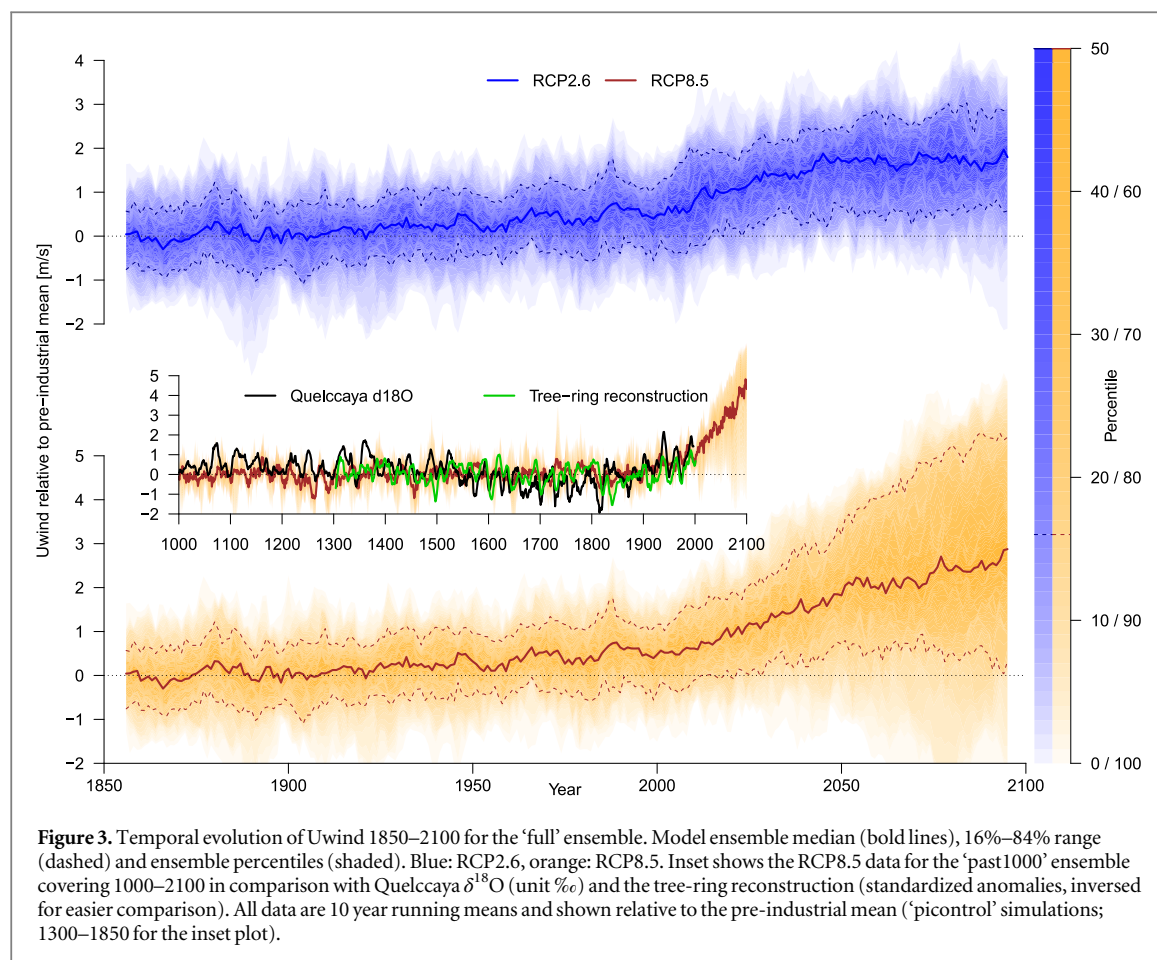 4
3
2
1
0
−1
−2
RCP2.6 RCP8.5
Uwind relative to pre−industrial mean [m/s]
5
4
3
2
1
0
−1
−2
Quelccaya d18O Tree−ring reconstruction
1000 1100 1200 1300 1400 1500 1600 1700 1800 1900 2000 2100
5
4
3
2
1
0
−1
−2
1850 1900 1950 2000 2050 2100
Year
50
40 / 60
30 / 70
20 / 80
10 / 90
0 / 100
Percentile
Figure 3. Temporal evolution of Uwind 1850–2100 for the ‘full’ ensemble. Model ensemble median (bold lines), 16%–84% range
(dashed) and ensemble percentiles (shaded). Blue: RCP2.6, orange: RCP8.5. Inset shows the RCP8.5 data for the ‘past1000’ ensemble
covering 1000–2100 in comparison with Quelccaya δ¹⁸O (unit ‰) and the tree-ring reconstruction (standardized anomalies, inversed
for easier comparison). All data are 10 year running means and shown relative to the pre-industrial mean (‘picontrol’ simulations;
1300–1850 for the inset plot).